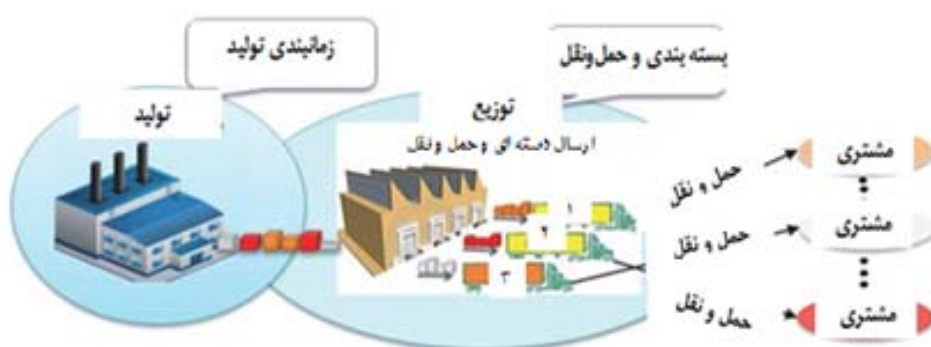 زمانبندی تولید
بسته بندی و حمل‌ونقل
تولید
توزیع
ارسال دسته ای و حمل و نقل
۱
۲
۳
حمل و نقل
مشتری
حمل و نقل
مشتری
حمل و نقل
مشتری